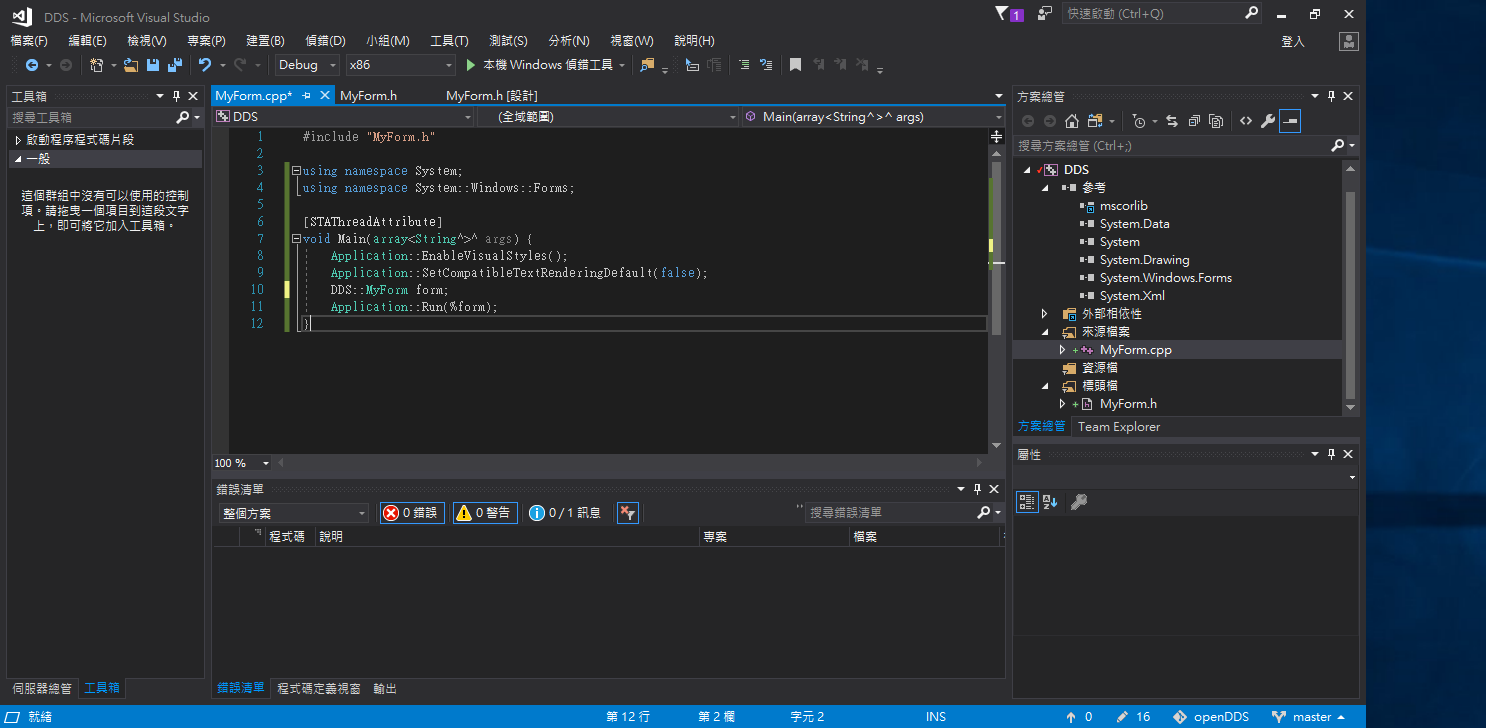 DDS - Microsoft Visual Studio
1
快速啟動 (Ctrl+Q)
檔案(F) 編輯(E) 檢視(V) 專案(P) 建置(B) 偵錯(D) 小組(M) 工具(T) 測試(S) 分析(N) 視窗(W) 說明(H)
登入
Debug x86 本機 Windows 偵錯工具
工具箱
搜尋工具箱
啟動程序程式碼片段
一般
這個群組中沒有可以使用的控制
項。請拖曳一個項目到這段文字
上，即可將它加入工具箱。
伺服器總管 工具箱
MyForm.cpp* MyForm.h MyForm.h [設計]
DDS (全域範圍) Main(array<String^>^ args)
1 #include "MyForm.h"
2
3 using namespace System;
4 using namespace System::Windows::Forms;
5
6 [STAThreadAttribute]
7 void Main(array<String^>^ args) {
8 Application::EnableVisualStyles();
9 Application::SetCompatibleTextRenderingDefault(false);
10 DDS::MyForm form;
11 Application::Run(%form);
12 }
100 %
錯誤清單
整個方案 0 錯誤 0 警告 0 / 1 訊息 搜尋錯誤清單
程式碼 說明 專案 檔案
錯誤清單 程式碼定義視窗 輸出
方案總管
搜尋方案總管 (Ctrl+;)
DDS
參考
mscorlib
System.Data
System
System.Drawing
System.Windows.Forms
System.Xml
外部相依性
來源檔案
MyForm.cpp
資源檔
標頭檔
MyForm.h
方案總管 Team Explorer
屬性
就緒 第 12 行 第 2 欄 字元 2 INS 0 16 openDDS master